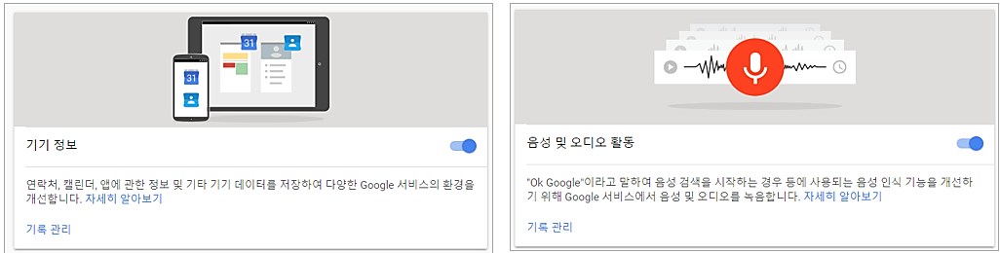 31
31
기기 정보
연락처, 캘린더, 앱에 관한 정보 및 기타 기기 데이터를 저장하여 다양한 Google 서비스의 환경을
개선합니다. 자세히 알아보기
기록 관리
음성 및 오디오 활동
"Ok Google"이라고 말하여 음성 검색을 시작하는 경우 등에 사용되는 음성 인식 기능을 개선하
기 위해 Google 서비스에서 음성 및 오디오를 녹음합니다. 자세히 알아보기
기록 관리